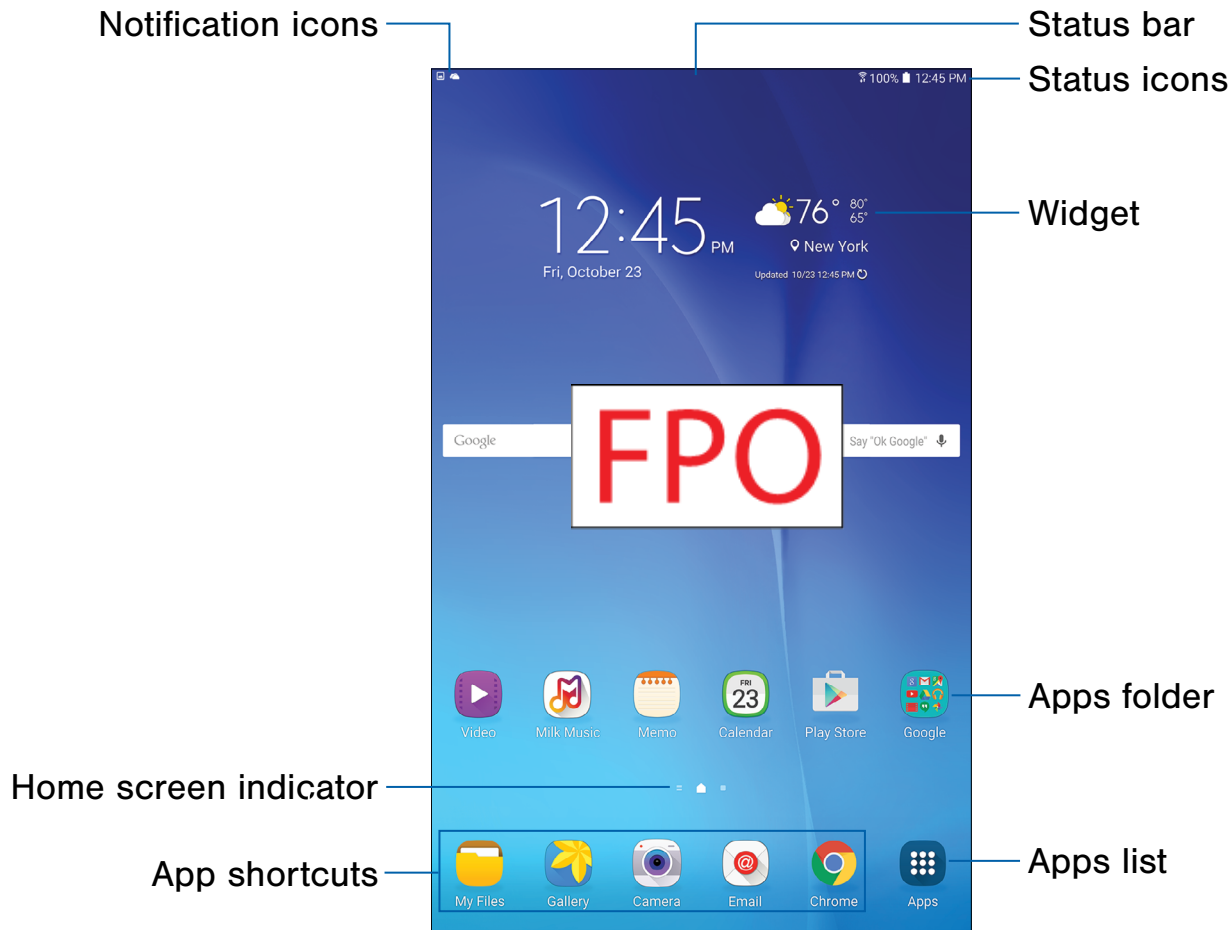 Notification icons
Status bar
100% 12:45 PM
Status icons
12:45 PM
76° 80°
65°
Widget
New York
Fri, October 23
Updated 10/23 12:45 PM
Google
FPO
Say "Ok Google"
FRI
23
Video
Milk Music
Memo
Calendar
Play Store
Google
Apps folder
Home screen indicator
App shortcuts
@
Apps list
My Files
Gallery
Camera
Email
Chrome
Apps